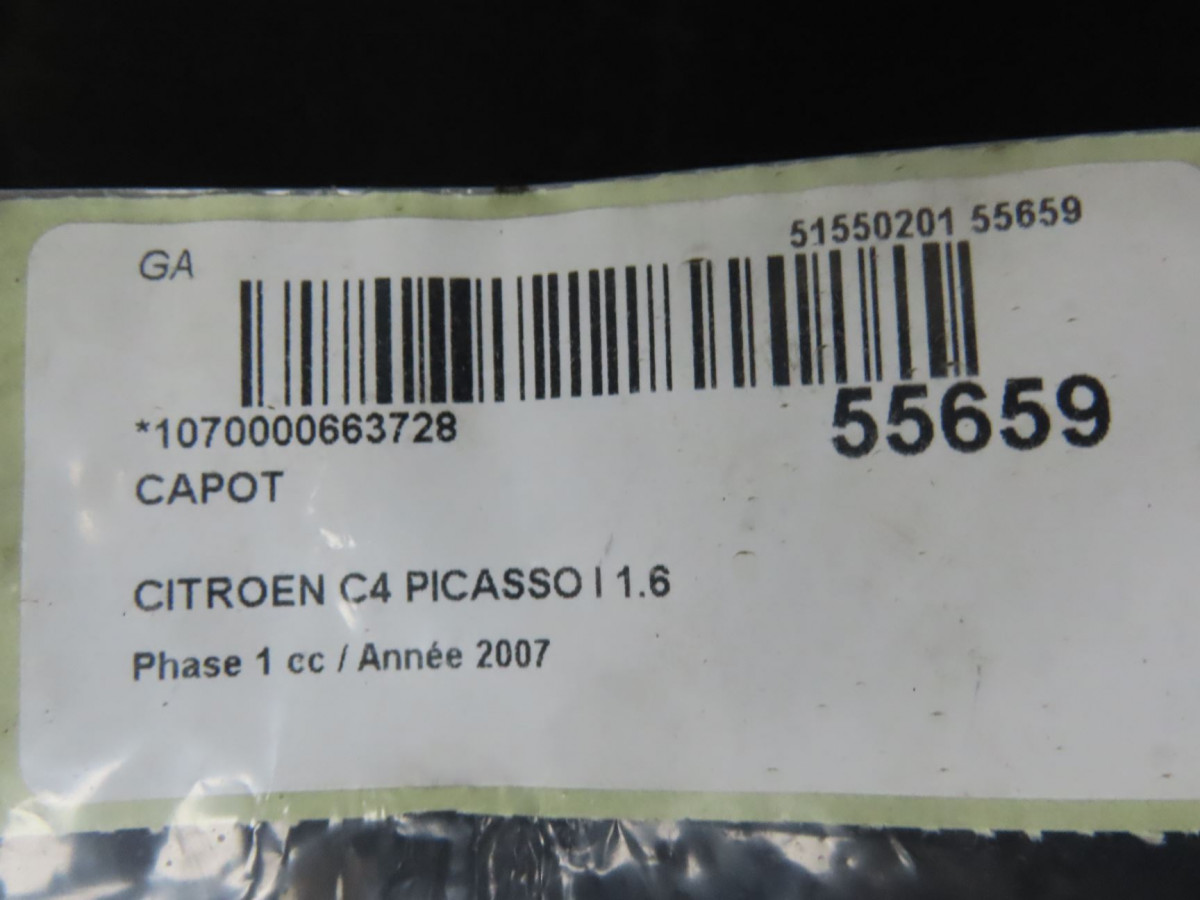 GA
51550201 55659
*1070000663728
55659
CAPOT
CITROEN C4 PICASSO I 1.6
Phase 1 cc / Année 2007